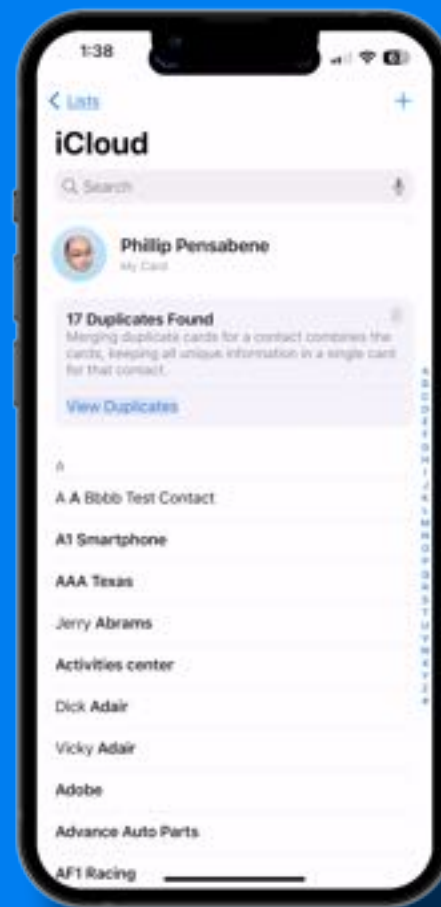 1:38
Lists
+
iCloud
Search
Phillip Pensabene
My Card
17 Duplicates Found
Merging duplicate cards for a contact combines the
cards, keeping all unique information in a single card
for that contact.
View Duplicates
A
A A Bbbb Test Contact
A1 Smartphone
AAA Texas
Jerry Abrams
Activities center
Dick Adair
Vicky Adair
Adobe
Advance Auto Parts
AF1 Racing
A
B
C
D
E
F
G
H
I
J
K
L
M
N
O
P
Q
R
S
T
U
V
W
X
Y
Z
#